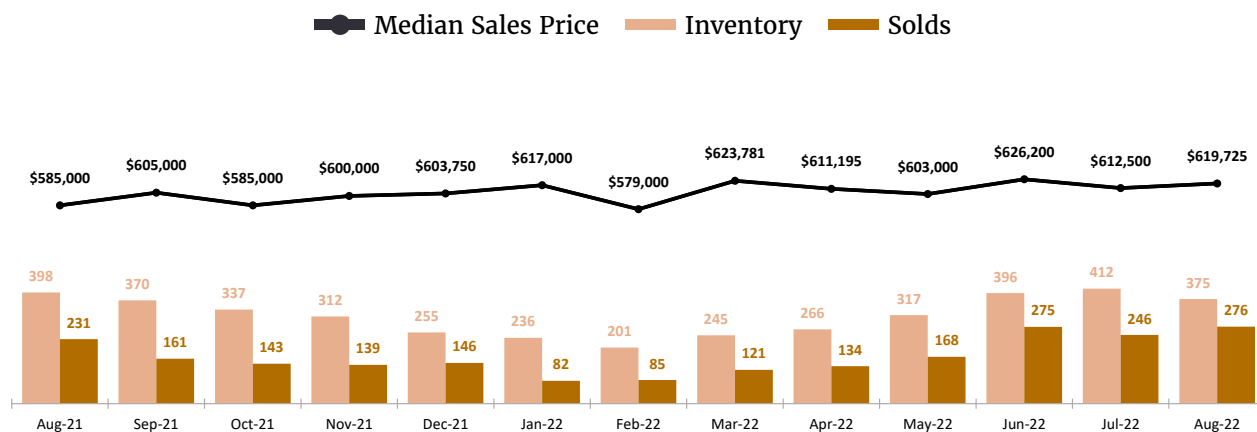 Median Sales Price Inventory Solds
$585,000 $605,000 $585,000 $600,000 $603,750 $617,000 $579,000 $623,781 $611,195 $603,000 $626,200 $612,500 $619,725
398 370 337 312 255 236 201 245 266 317 396 412 375
231 161 143 139 146 82 85 121 134 168 275 246 276
Aug-21 Sep-21 Oct-21 Nov-21 Dec-21 Jan-22 Feb-22 Mar-22 Apr-22 May-22 Jun-22 Jul-22 Aug-22